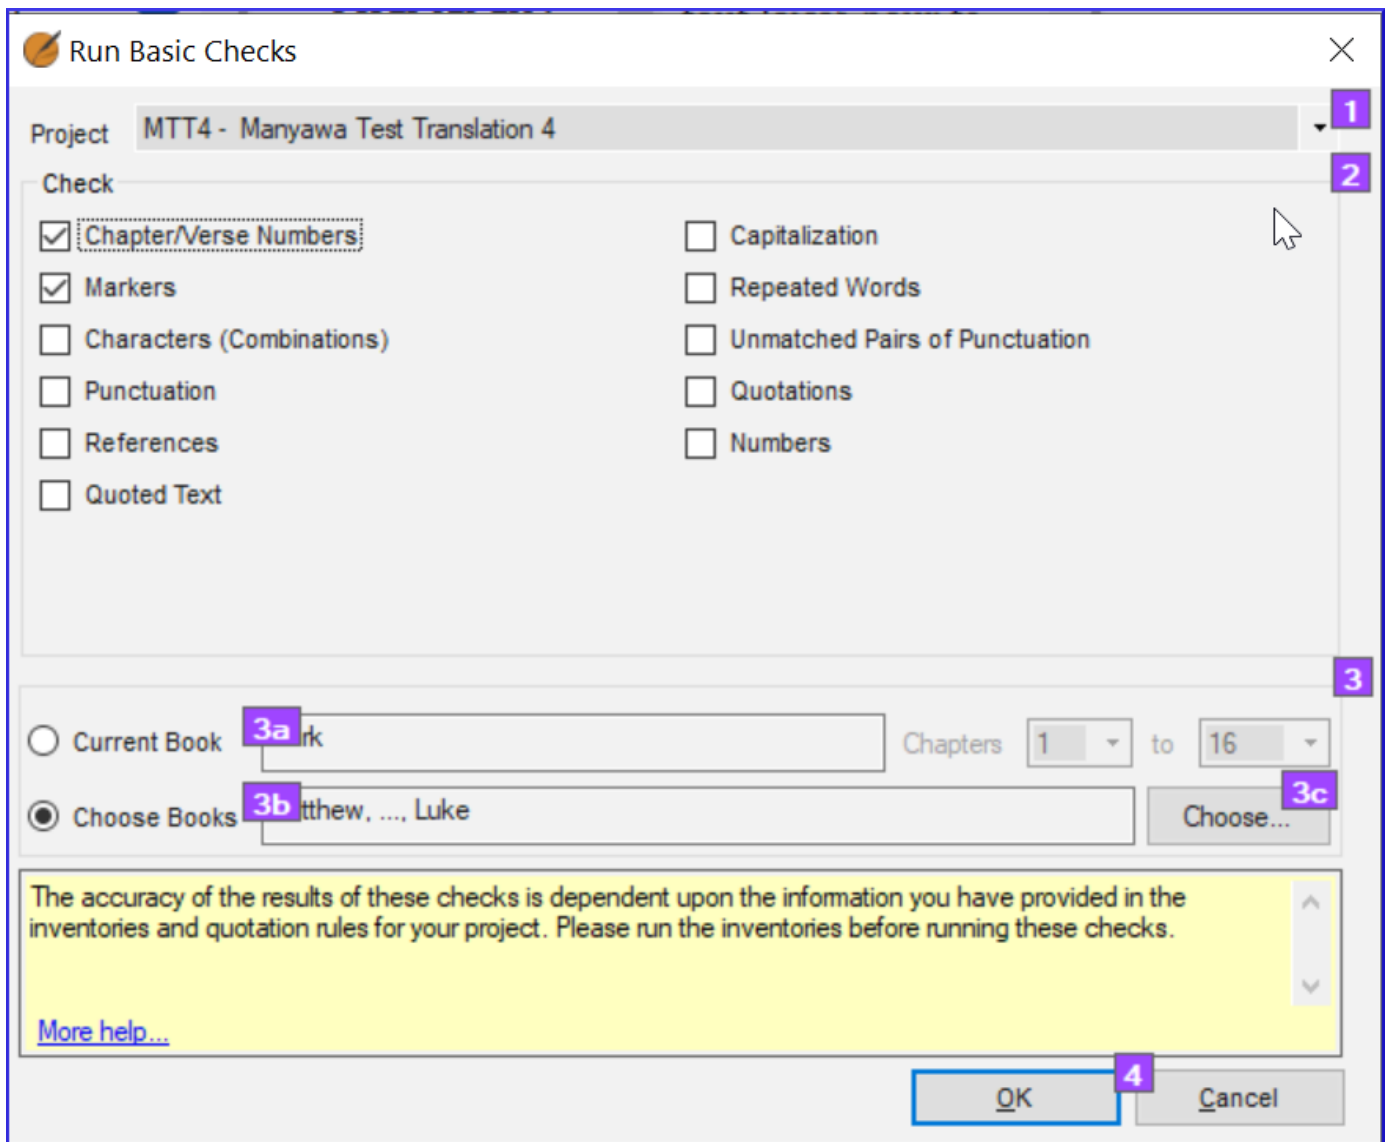 Run Basic Checks
1
Project MTT4 - Manyawa Test Translation 4
2
Check
Chapter/Verse Numbers Capitalization
Markers Repeated Words
Characters (Combinations) Unmatched Pairs of Punctuation
Punctuation Quotations
References Numbers
Quoted Text
3
Current Book 3a rk Chapters 1 to 16
3c
Choose Books 3b tthew, ..., Luke Choose...
The accuracy of the results of these checks is dependent upon the information you have provided in the
inventories and quotation rules for your project. Please run the inventories before running these checks.
More help...
4
OK Cancel